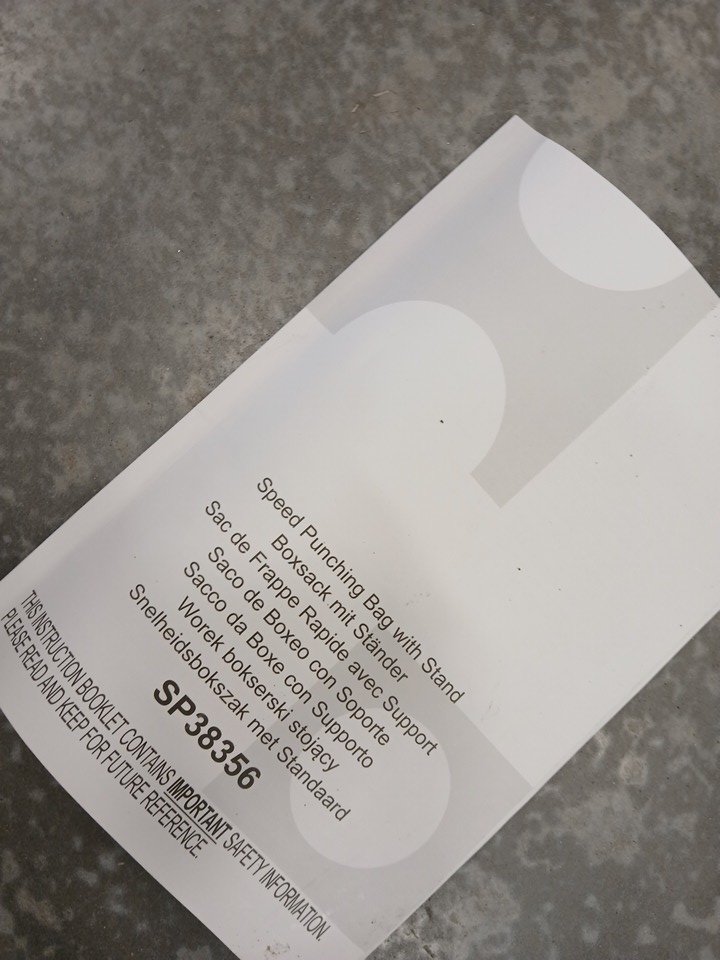 Speed Punching Bag with Stand
Boxsack mit Ständer
Sac de Frappe Rapide avec Support
Saco de Boxeo con Soporte
Sacco da Boxe con Supporto
Worek bokserski stojący
Snelheidsbokszak met Standaard
SP38356
THIS INSTRUCTION BOOKLET CONTAINS IMPORTANT SAFETY INFORMATION.
PLEASE READ AND KEEP FOR FUTURE REFERENCE.